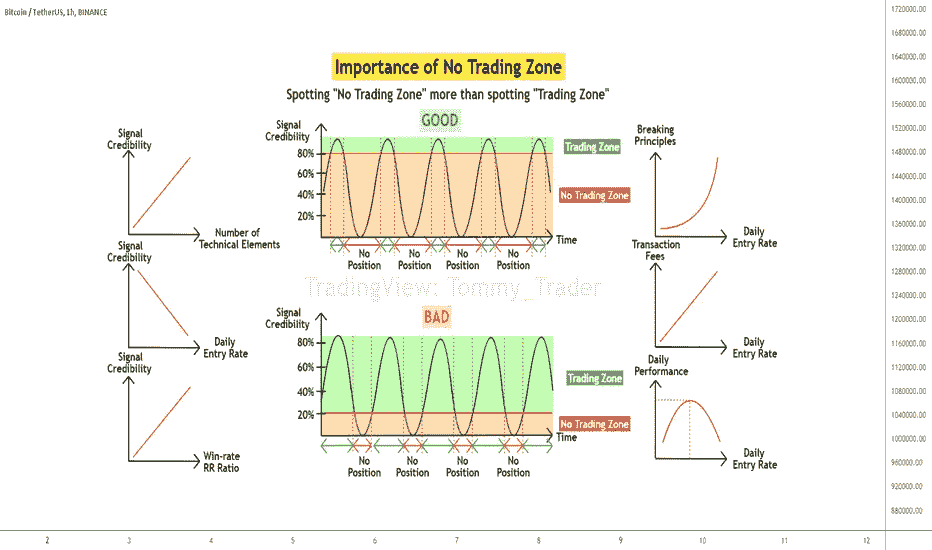 Bitcoin / TetherUS, 1h, BINANCE
Importance of No Trading Zone
Spotting "No Trading Zone" more than spotting "Trading Zone"
Signal
Credibility
Number of
Technical Elements
Signal
Credibility
Daily
Entry Rate
Signal
Credibility
Win-rate
RR Ratio
GOOD
Signal
Credibility
80%
60%
40%
20%
Trading Zone
No Trading Zone
Time
No
Position
No
Position
No
Position
No
Position
TradingView: Tommy_Trader
BAD
Signal
Credibility
80%
60%
40%
20%
Trading Zone
No Trading Zone
Time
No
Position
No
Position
No
Position
No
Position
Breaking
Principles
Daily
Entry Rate
Transaction
Fees
Daily
Entry Rate
Daily
Performance
Daily
Entry Rate
1720000.00
1680000.00
1640000.00
1600000.00
1560000.00
1520000.00
1480000.00
1440000.00
1400000.00
1360000.00
1320000.00
1280000.00
1240000.00
1200000.00
1160000.00
1120000.00
1080000.00
1040000.00
1000000.00
960000.00
920000.00
880000.00
2 3 4 5 6 7 8 9 10 11 12